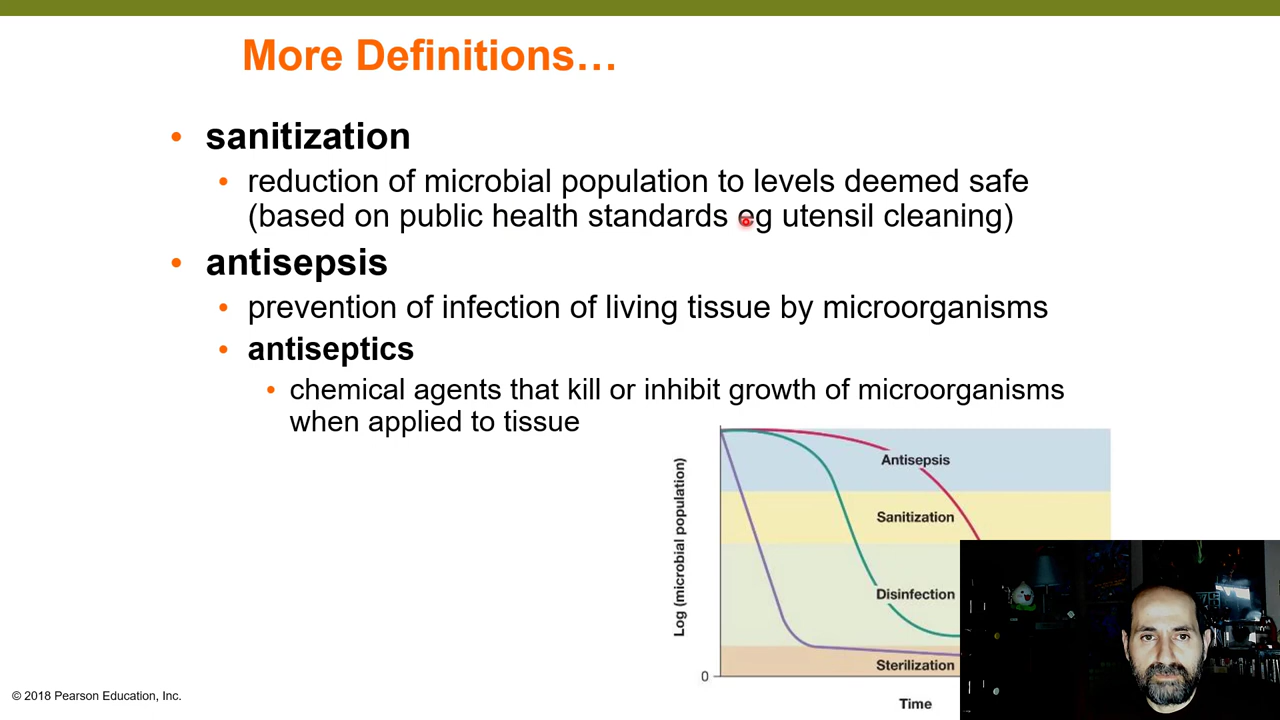 More Definitions…
• sanitization
• reduction of microbial population to levels deemed safe
(based on public health standards eg utensil cleaning)
• antisepsis
• prevention of infection of living tissue by microorganisms
• antiseptics
• chemical agents that kill or inhibit growth of microorganisms
when applied to tissue
Log (microbial population)
Antisepsis
Sanitization
Disinfection
Sterilization
0
Time
© 2018 Pearson Education, Inc.